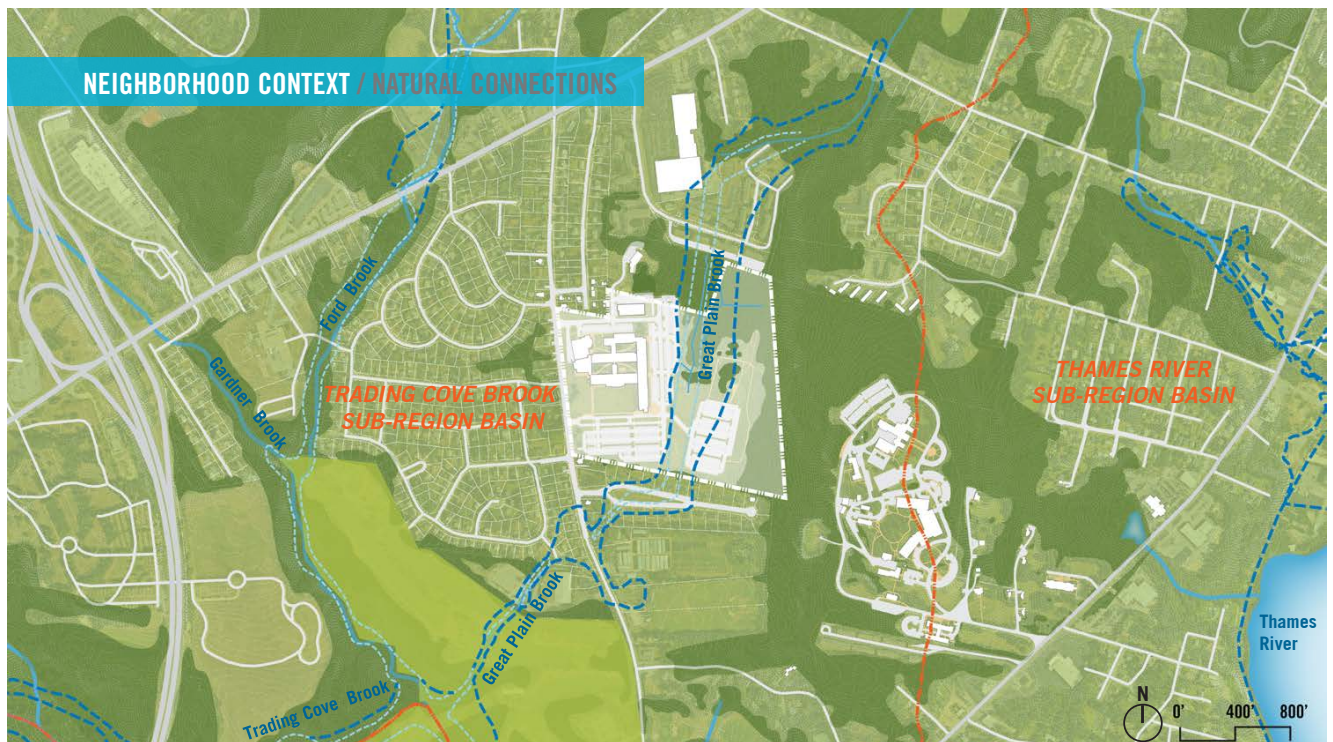 NEIGHBORHOOD CONTEXT / NATURAL CONNECTIONS
Ford Brook
Great Plain Brook
Gardner Brook
TRADING COVE BROOK
SUB-REGION BASIN
THAMES RIVER
SUB-REGION BASIN
Great Plain Brook
Thames
River
Trading Cove Brook
N
0' 400' 800'